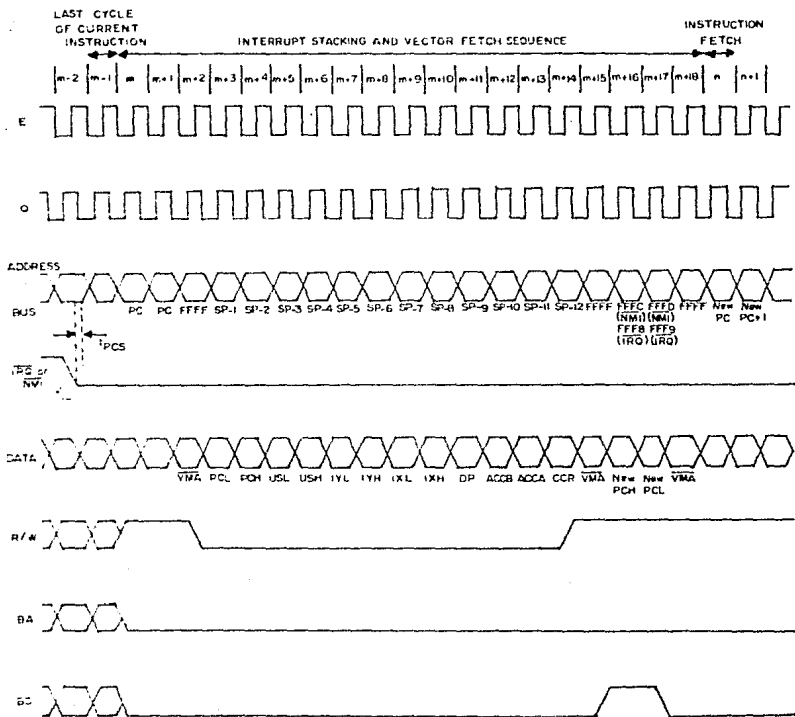 LAST CYCLE
OF CURRENT
INSTRUCTION
INTERRUPT STACKING AND VECTOR FETCH SEQUENCE
INSTRUCTION
FETCH
m-2 m-1 m m+1 m+2 m+3 m+4 m+5 m+6 m+7 m+8 m+9 m+10 m+11 m+12 m+13 m+14 m+15 m+16 m+17 m+18 n n+1
E
Q
ADDRESS
BUS
PC PC FFFF SP-1 SP-2 SP-3 SP-4 SP-5 SP-6 SP-7 SP-8 SP-9 SP-10 SP-11 SP-12 FFFF FFFC FFFD FFFF New New
(NMI) (NMI) PC PC+1
FFF8 FFF9
(IRQ) (IRQ)
tPCS
IRQ or
NMI
DATA
VMA PCL PCH USL USH IYL IYH IXL IXH DP ACCB ACCA CCR VMA New New VMA
PCH PCL
R/W
BA
BS